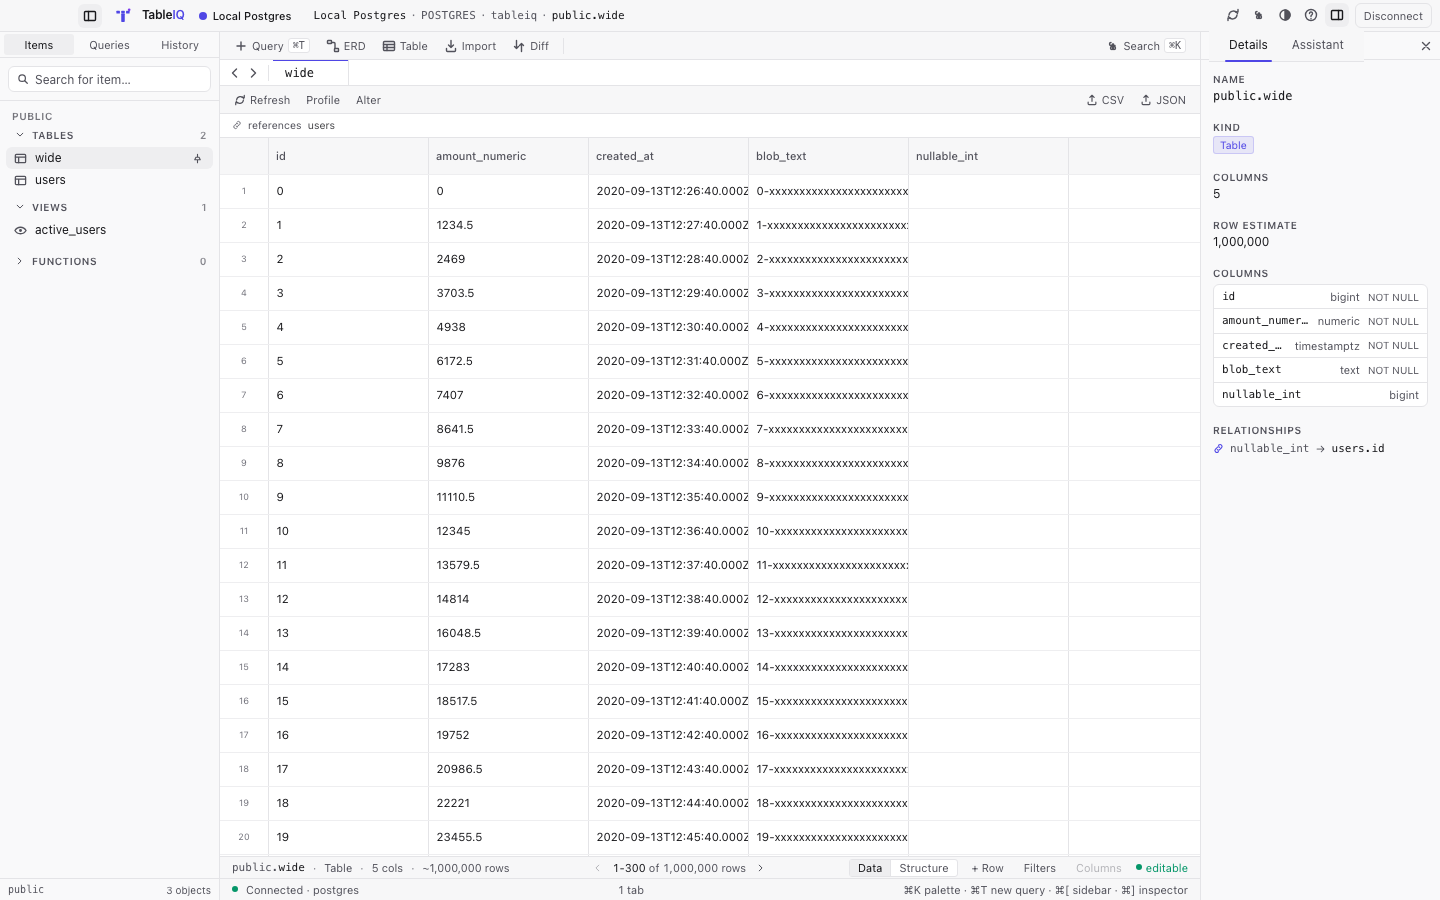 TableIQ
Local Postgres
Local Postgres · POSTGRES · tableiq · public.wide
Disconnect
Items
Queries
History
Query ⌘T
ERD
Table
Import
Diff
Search ⌘K
Details
Assistant
Search for item...
wide
Refresh
Profile
Alter
CSV
JSON
references users
PUBLIC
TABLES 2
wide
users
VIEWS 1
active_users
FUNCTIONS 0
id amount_numeric created_at blob_text nullable_int
1 0 0 2020-09-13T12:26:40.000Z 0-xxxxxxxxxxxxxxxxxxxxxx
2 1 1234.5 2020-09-13T12:27:40.000Z 1-xxxxxxxxxxxxxxxxxxxxxx
3 2 2469 2020-09-13T12:28:40.000Z 2-xxxxxxxxxxxxxxxxxxxxxx
4 3 3703.5 2020-09-13T12:29:40.000Z 3-xxxxxxxxxxxxxxxxxxxxxx
5 4 4938 2020-09-13T12:30:40.000Z 4-xxxxxxxxxxxxxxxxxxxxxx
6 5 6172.5 2020-09-13T12:31:40.000Z 5-xxxxxxxxxxxxxxxxxxxxxx
7 6 7407 2020-09-13T12:32:40.000Z 6-xxxxxxxxxxxxxxxxxxxxxx
8 7 8641.5 2020-09-13T12:33:40.000Z 7-xxxxxxxxxxxxxxxxxxxxxx
9 8 9876 2020-09-13T12:34:40.000Z 8-xxxxxxxxxxxxxxxxxxxxxx
10 9 11110.5 2020-09-13T12:35:40.000Z 9-xxxxxxxxxxxxxxxxxxxxxx
11 10 12345 2020-09-13T12:36:40.000Z 10-xxxxxxxxxxxxxxxxxxxxx
12 11 13579.5 2020-09-13T12:37:40.000Z 11-xxxxxxxxxxxxxxxxxxxxx
13 12 14814 2020-09-13T12:38:40.000Z 12-xxxxxxxxxxxxxxxxxxxxx
14 13 16048.5 2020-09-13T12:39:40.000Z 13-xxxxxxxxxxxxxxxxxxxxx
15 14 17283 2020-09-13T12:40:40.000Z 14-xxxxxxxxxxxxxxxxxxxxx
16 15 18517.5 2020-09-13T12:41:40.000Z 15-xxxxxxxxxxxxxxxxxxxxx
17 16 19752 2020-09-13T12:42:40.000Z 16-xxxxxxxxxxxxxxxxxxxxx
18 17 20986.5 2020-09-13T12:43:40.000Z 17-xxxxxxxxxxxxxxxxxxxxx
19 18 22221 2020-09-13T12:44:40.000Z 18-xxxxxxxxxxxxxxxxxxxxx
20 19 23455.5 2020-09-13T12:45:40.000Z 19-xxxxxxxxxxxxxxxxxxxxx
NAME
public.wide
KIND
Table
COLUMNS
5
ROW ESTIMATE
1,000,000
COLUMNS
id bigint NOT NULL
amount_numer… numeric NOT NULL
created_… timestamptz NOT NULL
blob_text text NOT NULL
nullable_int bigint
RELATIONSHIPS
nullable_int → users.id
public.wide · Table · 5 cols · ~1,000,000 rows
1-300 of 1,000,000 rows
Data
Structure
+ Row
Filters
Columns
editable
public 3 objects
Connected · postgres
1 tab
⌘K palette · ⌘T new query · ⌘[ sidebar · ⌘] inspector